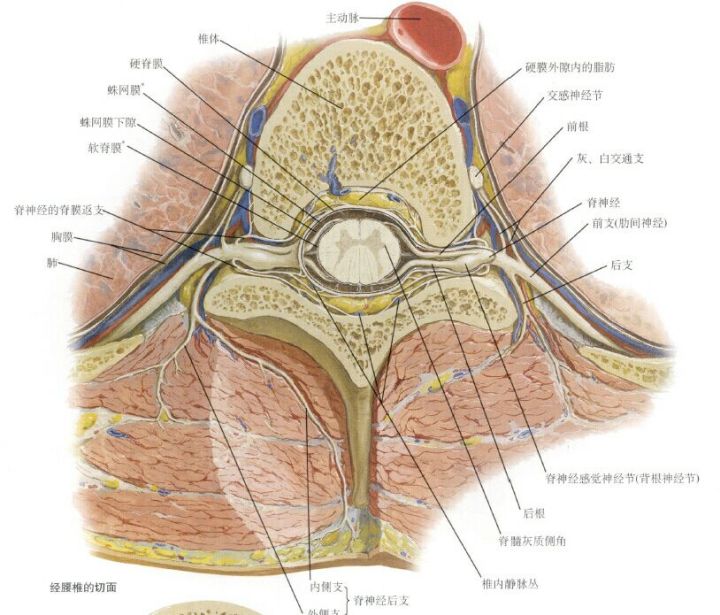 主动脉
椎体
硬脊膜
蛛网膜*
蛛网膜下隙
软脊膜*
脊神经的脊膜返支
胸膜
肺
硬膜外隙内的脂肪
交感神经节
前根
灰、白交通支
脊神经
前支(肋间神经)
后支
脊神经感觉神经节(背根神经节)
后根
脊髓灰质侧角
椎内静脉丛
经腰椎的切面
内侧支
外侧支
脊神经后支